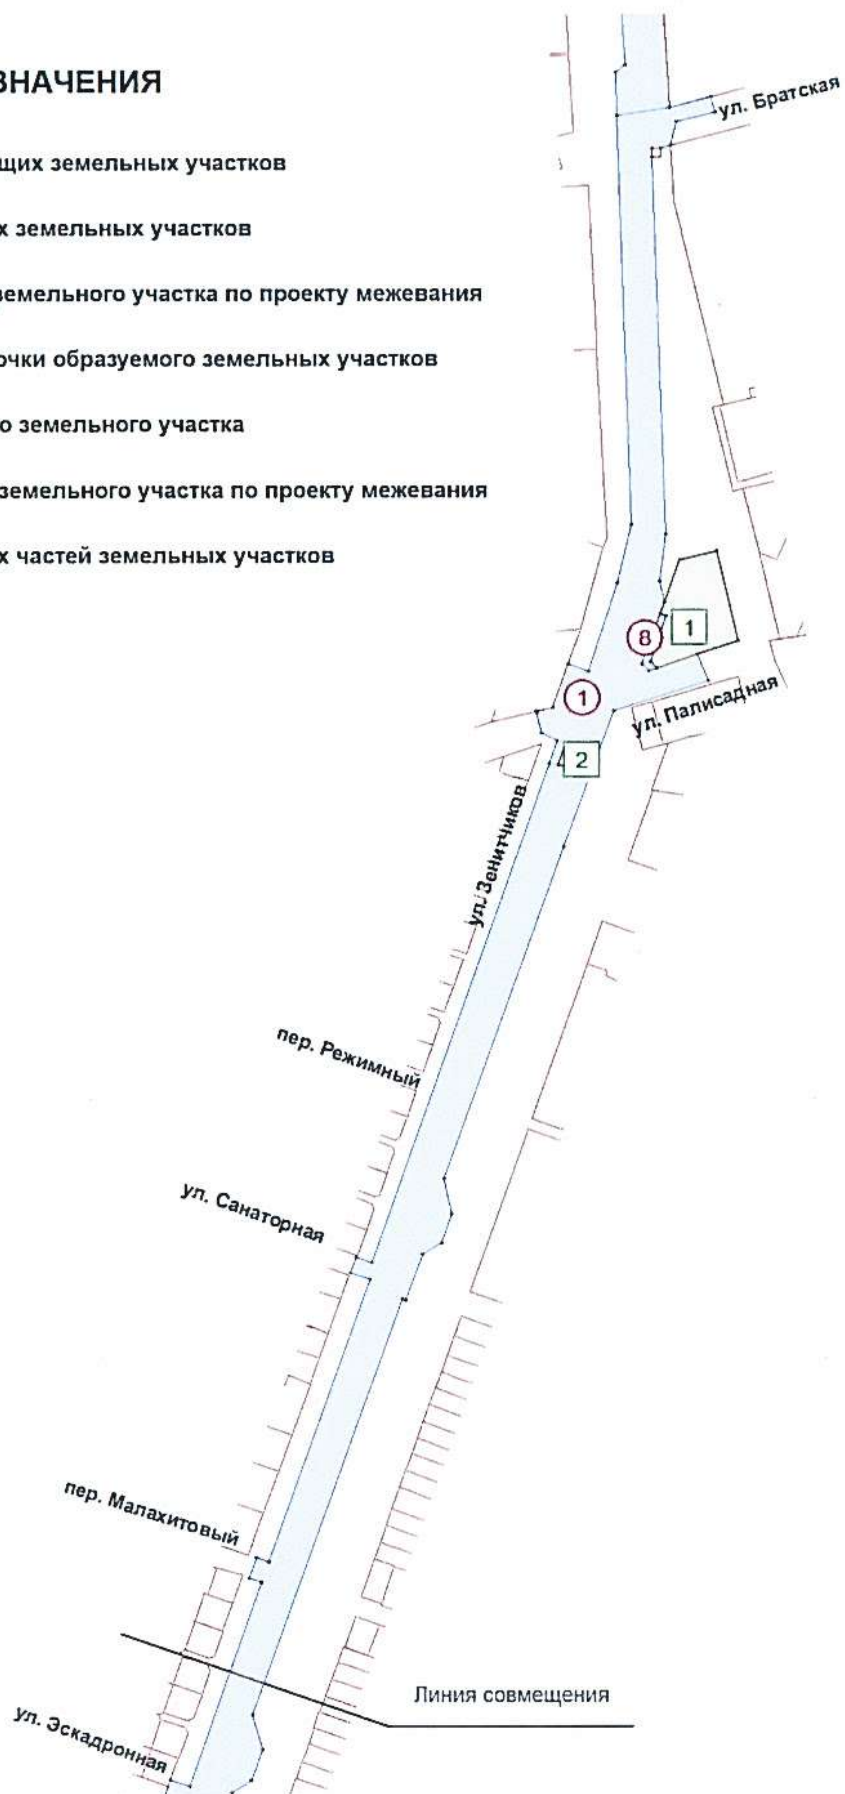 ЗНАЧЕНИЯ
щих земельных участков
х земельных участков
земельного участка по проекту межевания
очки образуемого земельных участков
о земельного участка
земельного участка по проекту межевания
х частей земельных участков
ул. Братская
8
1
1
ул. Палисадная
2
ул. Зенитчиков
пер. Режимный
ул. Санаторная
пер. Малахитовый
Линия совмещения
ул. Эскадронная